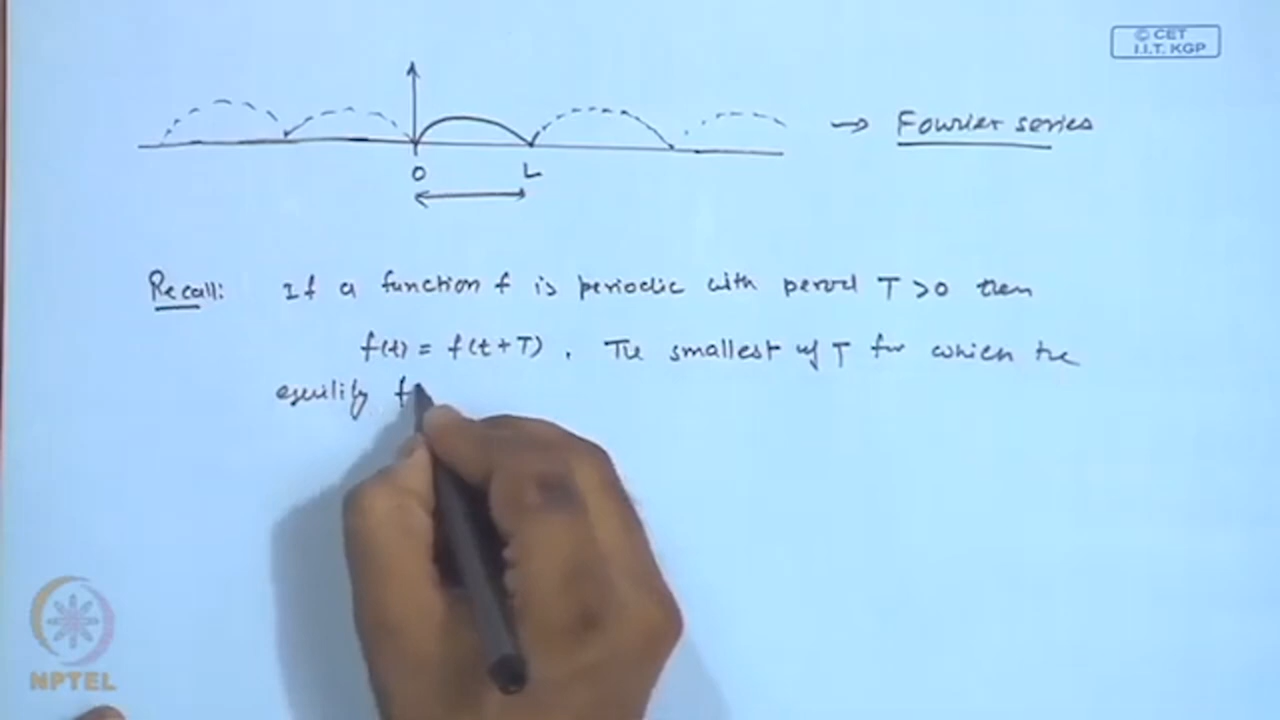 © CET
I.I.T. KGP
→ Fourier series
0 L
Recall: If a function f is periodic with period T > 0 then
f(t) = f(t+T). The smallest of T for which the
equality f
NPTEL